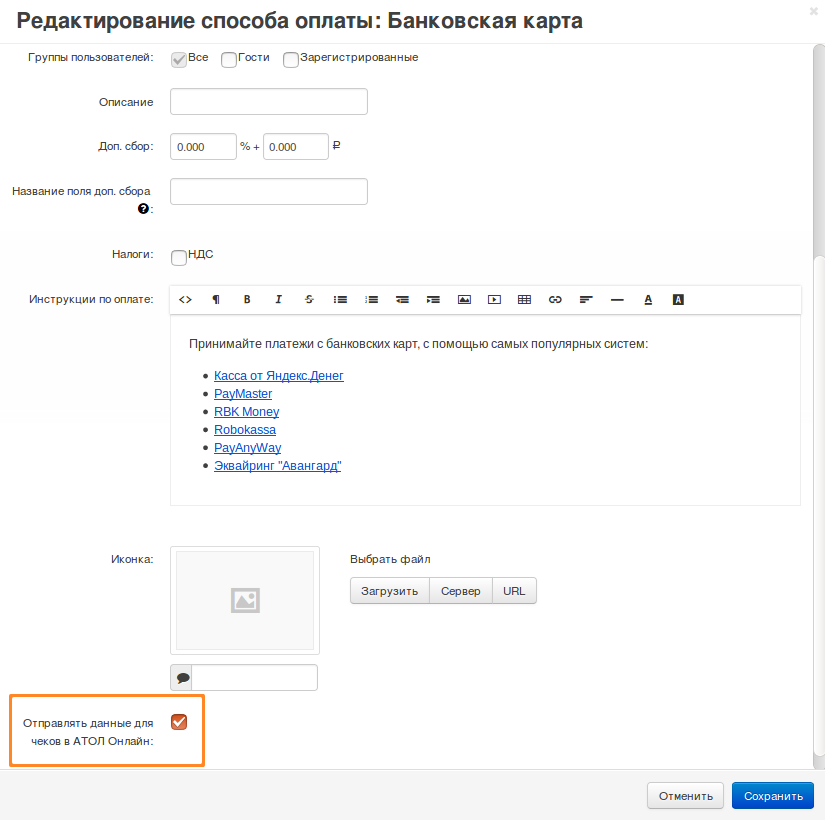 Редактирование способа оплаты: Банковская карта
Группы пользователей: Все Гости Зарегистрированные
Описание
Доп. сбор: 0.000 % + 0.000 ₽
Название поля доп. сбора
?:
Налоги: НДС
Инструкции по оплате: <> ¶ B I S A A
Принимайте платежи с банковских карт, с помощью самых популярных систем:
Касса от Яндекс.Денег
PayMaster
RBK Money
Robokassa
PayAnyWay
Эквайринг "Авангард"
Иконка: Выбрать файл
Загрузить Сервер URL
Отправлять данные для
чеков в АТОЛ Онлайн:
Отменить Сохранить